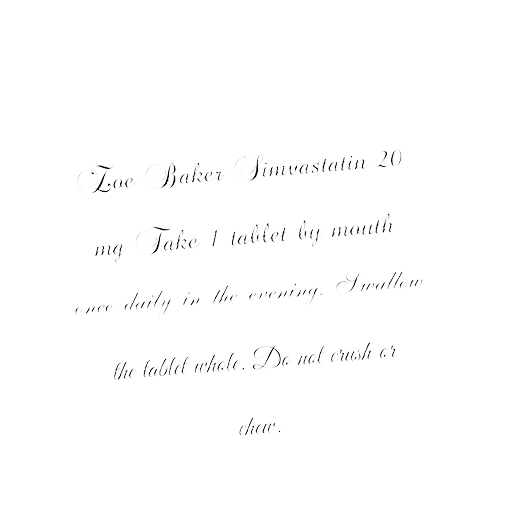 Zoe Baker Simvastatin 20
mg Take 1 tablet by mouth
once daily in the evening. Swallow
the tablet whole. Do not crush or
chew.